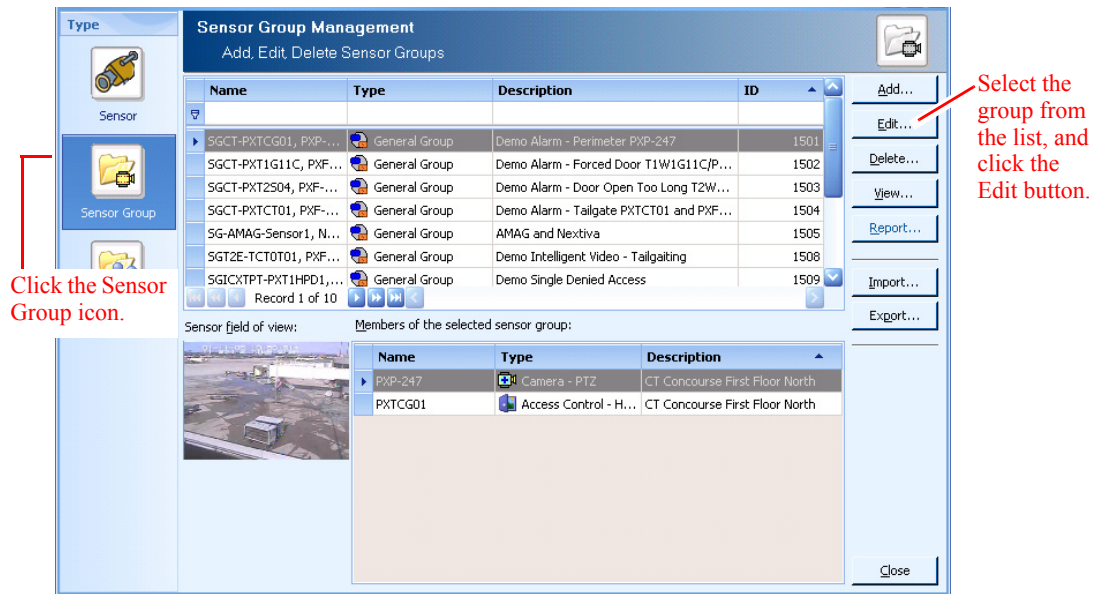 Type
Sensor
Sensor Group
Sensor Group Management
Add, Edit, Delete Sensor Groups
Name Type Description ID
SGCT-PXTCG01, PXP-... General Group Demo Alarm - Perimeter PXP-247 1501
SGCT-PXT1G11C, PXF... General Group Demo Alarm - Forced Door T1W1G11C/P... 1502
SGCT-PXT2S04, PXF-... General Group Demo Alarm - Door Open Too Long T2W... 1503
SGCT-PXTCT01, PXF-... General Group Demo Alarm - Tailgate PXTCT01 and PXF... 1504
SG-AMAG-Sensor1, N... General Group AMAG and Nextiva 1505
SGT2E-TCT0T01, PXF... General Group Demo Intelligent Video - Tailgaiting 1508
SGICXTPT-PXT1HPD1,... General Group Demo Single Denied Access 1509
Record 1 of 10
Sensor field of view:
Members of the selected sensor group:
Name Type Description
PXP-247 Camera - PTZ CT Concourse First Floor North
PXTCG01 Access Control - H... CT Concourse First Floor North
Add...
Edit...
Delete...
View...
Report...
Import...
Export...
Close
Click the Sensor
Group icon.
Select the
group from
the list, and
click the
Edit button.